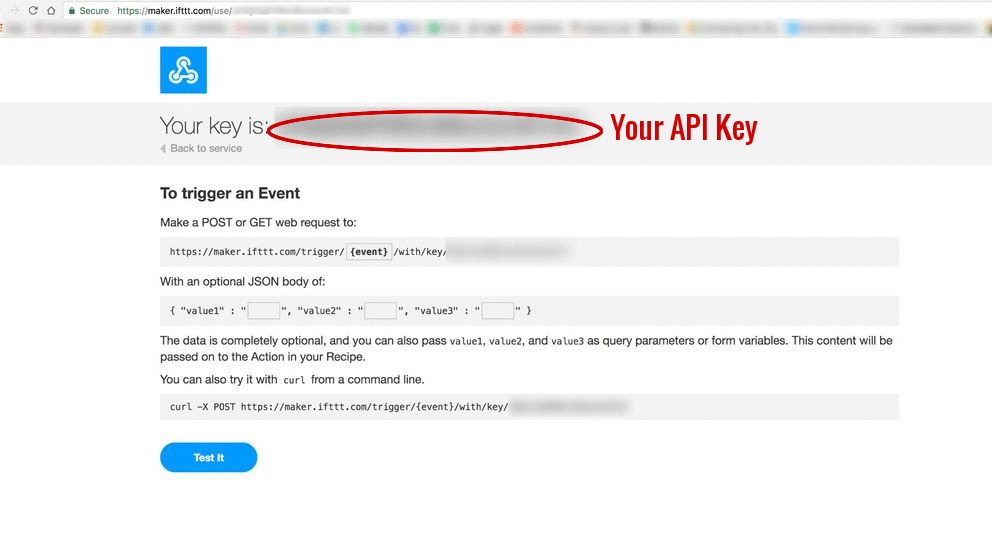 Secure https://maker.ifttt.com/use/
Your key is: Your API Key
Back to service
To trigger an Event
Make a POST or GET web request to:
https://maker.ifttt.com/trigger/ {event} /with/key/
With an optional JSON body of:
{ "value1" : " ", "value2" : " ", "value3" : " " }
The data is completely optional, and you can also pass value1, value2, and value3 as query parameters or form variables. This content will be
passed on to the Action in your Recipe.
You can also try it with curl from a command line.
curl -X POST https://maker.ifttt.com/trigger/{event}/with/key/
Test It